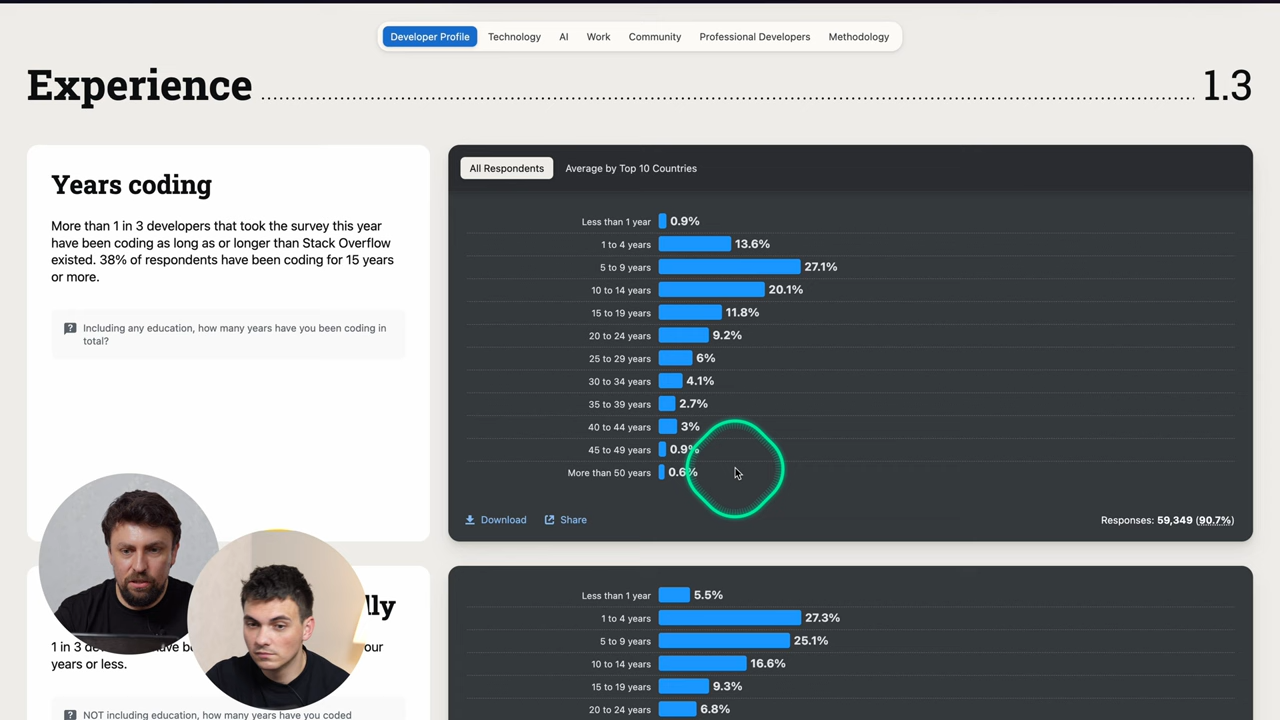 Developer Profile Technology AI Work Community Professional Developers Methodology
Experience 1.3
Years coding
More than 1 in 3 developers that took the survey this year
have been coding as long as or longer than Stack Overflow
existed. 38% of respondents have been coding for 15 years
or more.
Including any education, how many years have you been coding in
total?
All Respondents Average by Top 10 Countries
Less than 1 year 0.9%
1 to 4 years 13.6%
5 to 9 years 27.1%
10 to 14 years 20.1%
15 to 19 years 11.8%
20 to 24 years 9.2%
25 to 29 years 6%
30 to 34 years 4.1%
35 to 39 years 2.7%
40 to 44 years 3%
45 to 49 years 0.9%
More than 50 years 0.6%
Download Share Responses: 59,349 (90.7%)
lly
1 in 3 de ave b our
years or less.
NOT including education, how many years have you coded
Less than 1 year 5.5%
1 to 4 years 27.3%
5 to 9 years 25.1%
10 to 14 years 16.6%
15 to 19 years 9.3%
20 to 24 years 6.8%